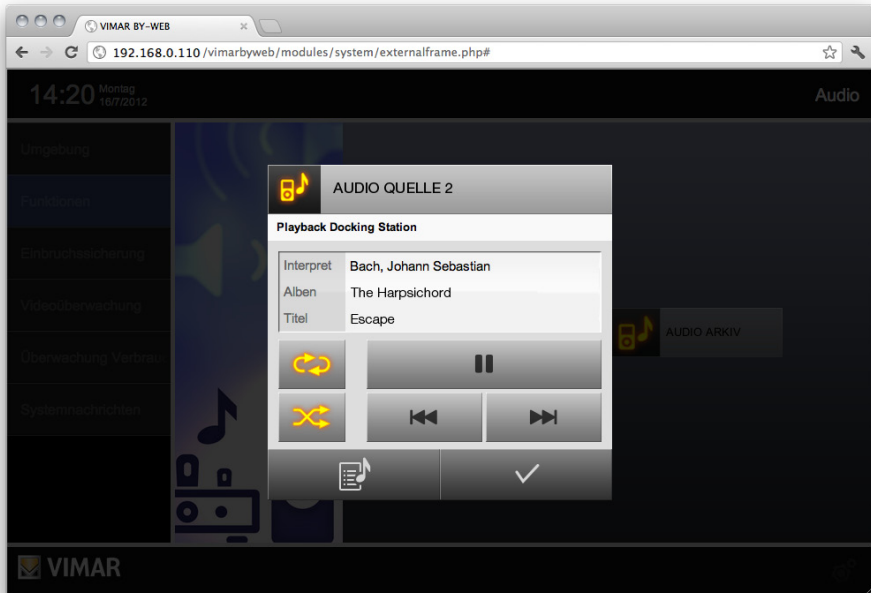 VIMAR BY-WEB
192.168.0.110/vimarbyweb/modules/system/externalframe.php#
14:20 Montag
16/7/2012
Audio
Umgebung
Funktionen
Einbruchssicherung
Videoüberwachung
Überwachung Verbrau
Systemnachrichten
AUDIO QUELLE 2
Playback Docking Station
Interpret Bach, Johann Sebastian
Alben The Harpsichord
Titel Escape
AUDIO ARKIV
VIMAR